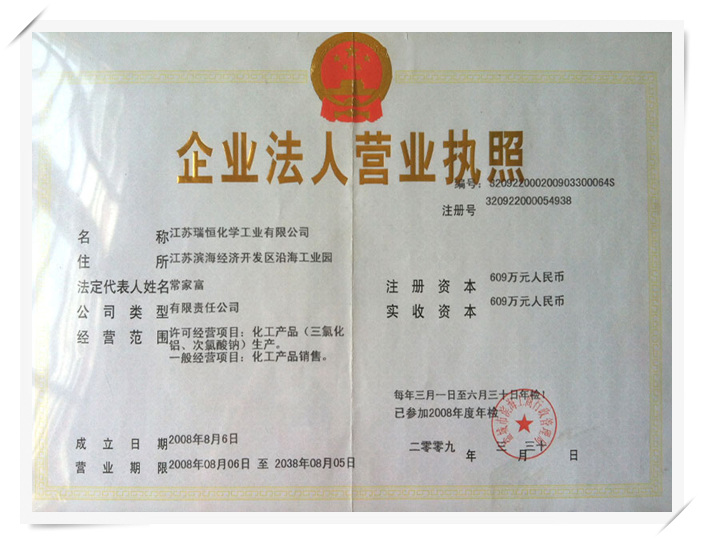 企业法人营业执照
编号：320922000200903300064S
注册号 320922000054938
名称 江苏瑞恒化学工业有限公司
住所 江苏滨海经济开发区沿海工业园
法定代表人姓名 常家富
注册资本 609万元人民币
公司类型 有限责任公司
实收资本 609万元人民币
经营范围 许可经营项目：化工产品（三氯化
铝、次氯酸钠）生产。
一般经营项目：化工产品销售。
每年三月一日至六月三十日年检！
已参加2008年度年检
成立日期 2008年8月6日
二零零九年三月三十日
营业期限 2008年08月06日 至 2038年08月05日